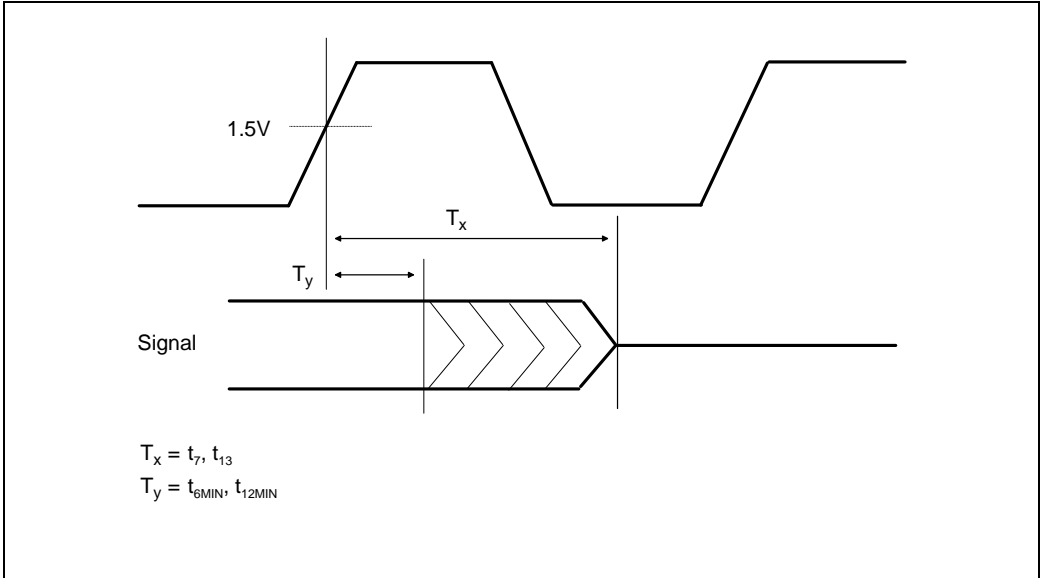 1.5V
Tx
Ty
Signal
Tx = t7, t13
Ty = t6MIN, t12MIN